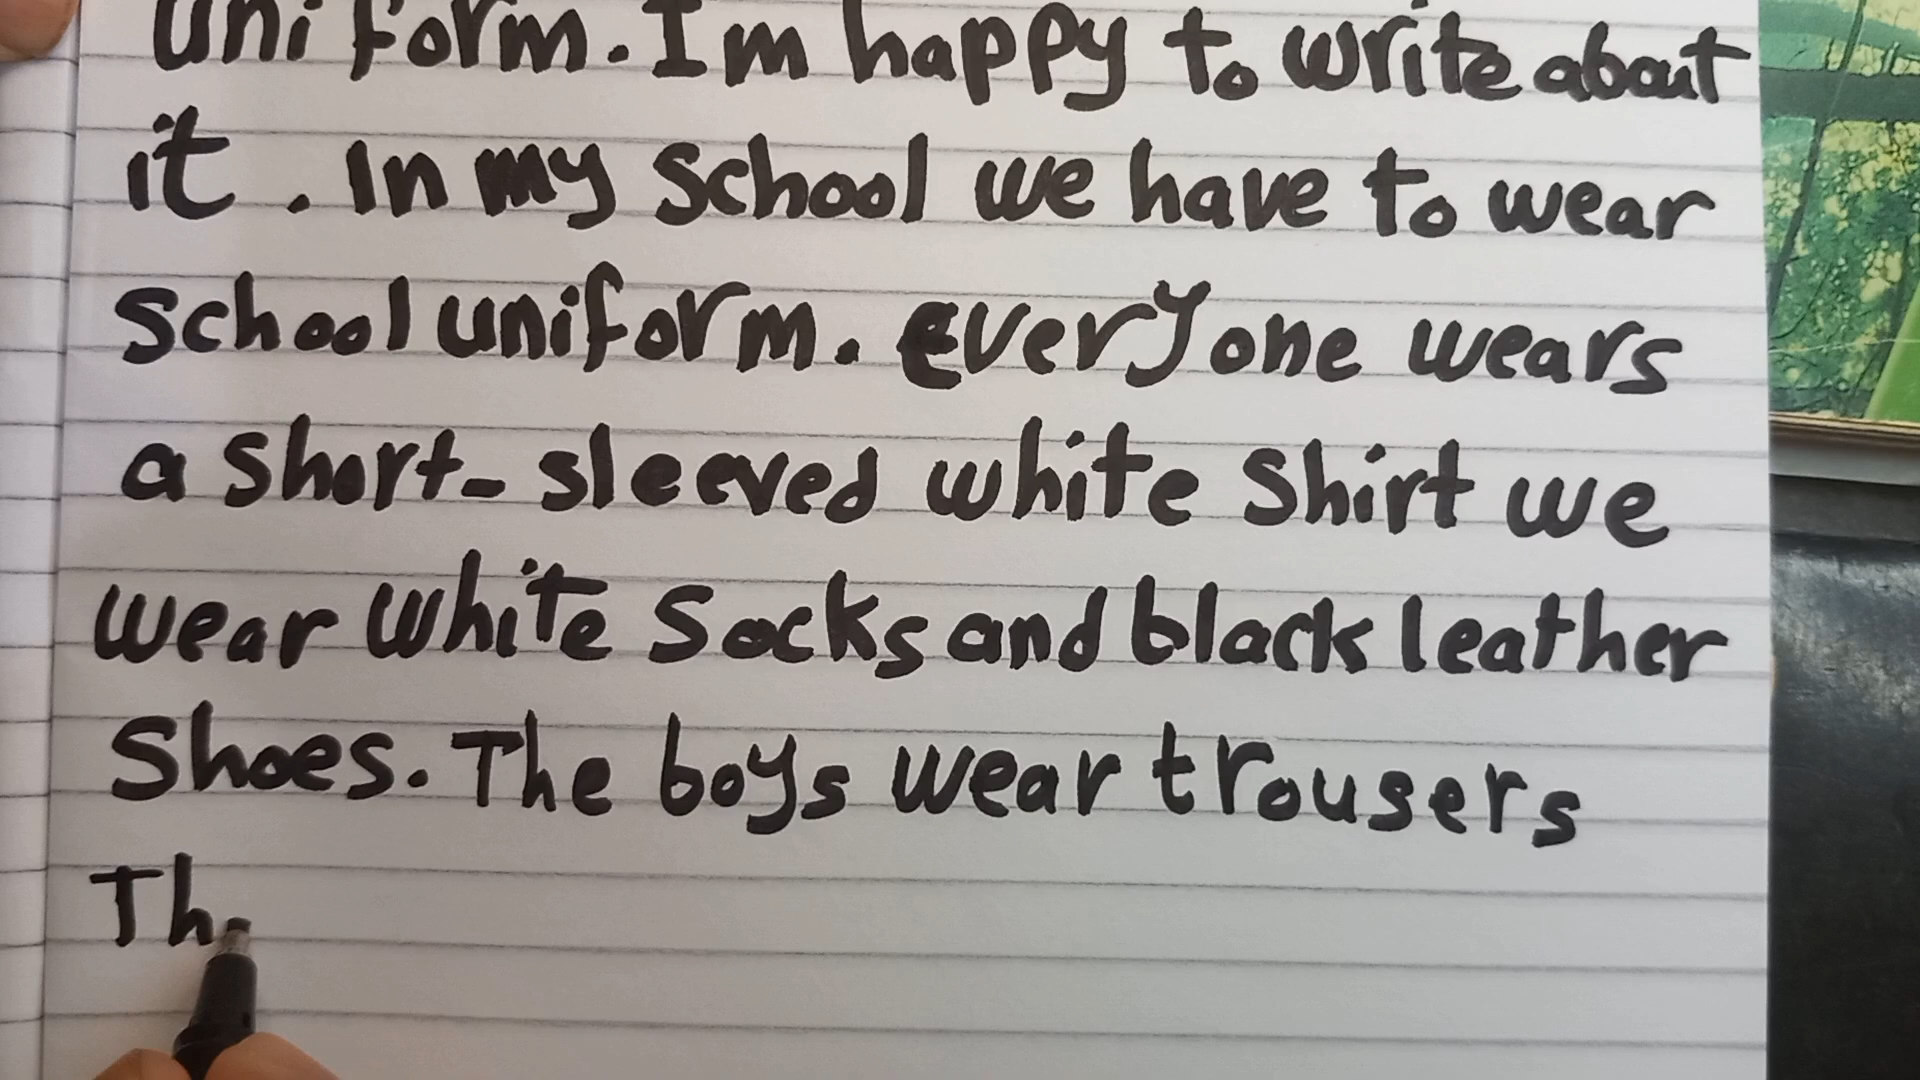 uniform. Im happy to write about
it. In my school we have to wear
school uniform. everyone wears
a short-sleeved white shirt we
wear white socks and black leather
shoes. The boys wear trousers
Th